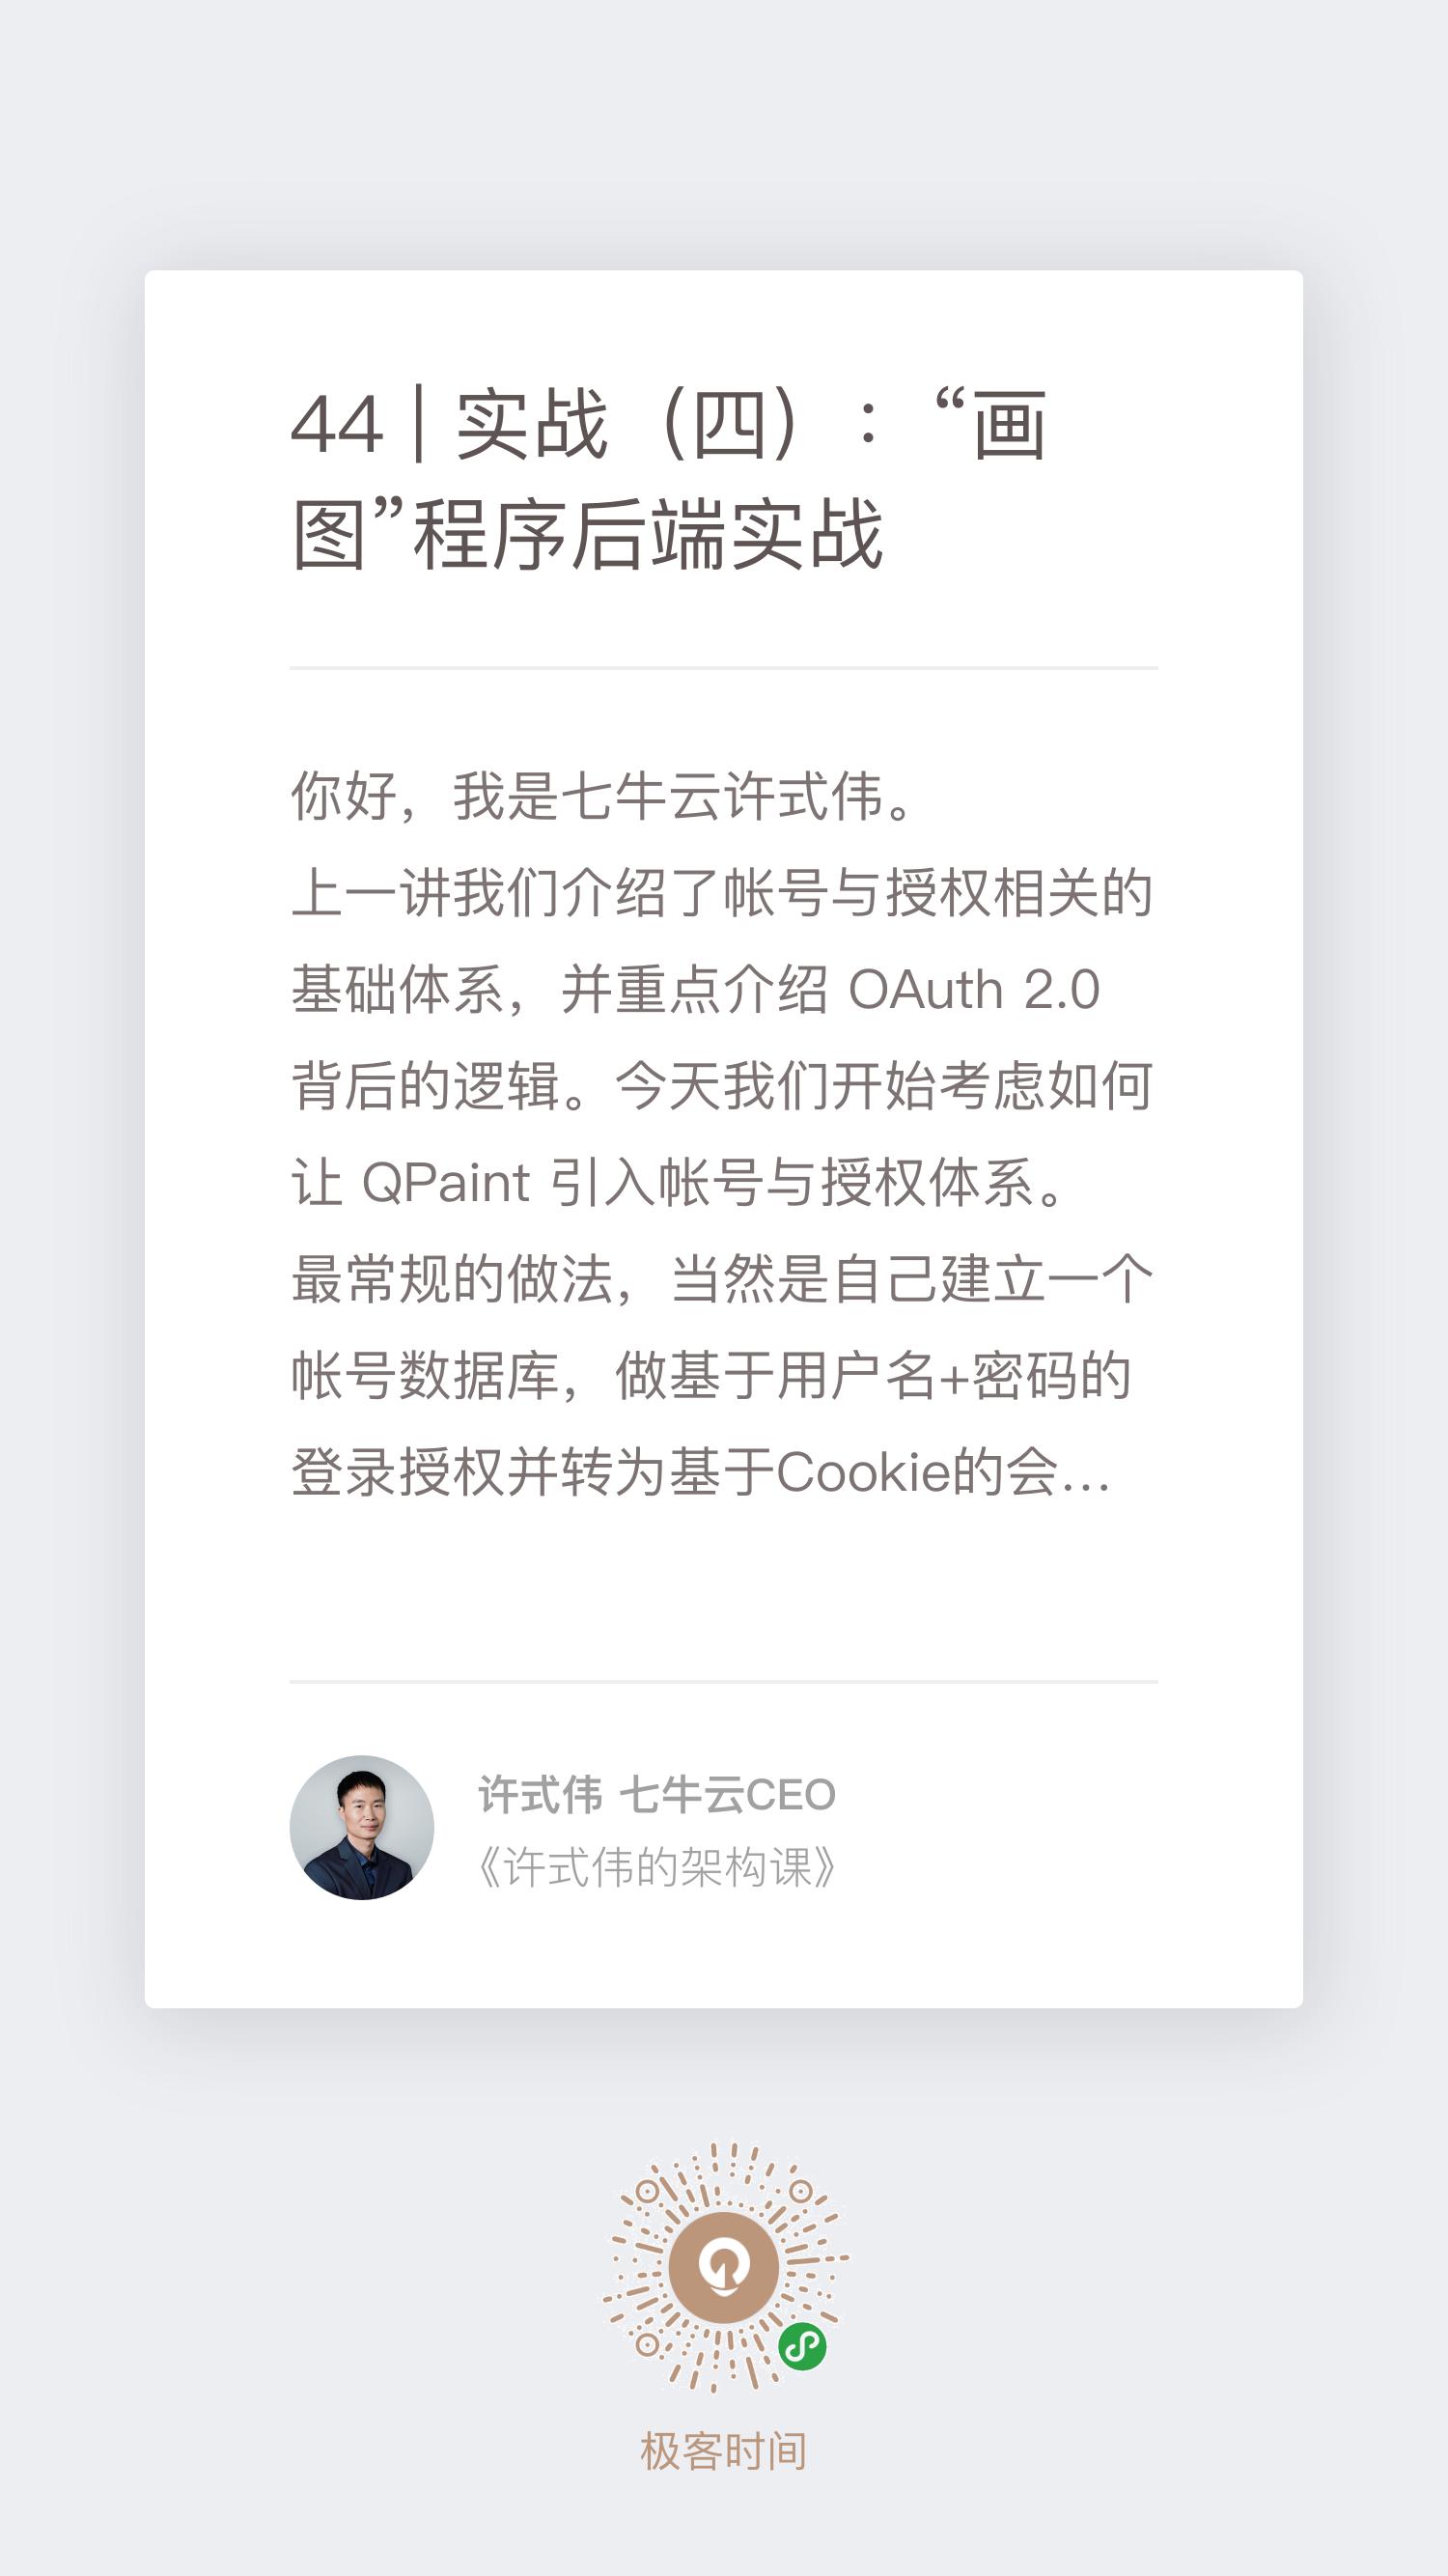 44 | 实战（四）：“画
图”程序后端实战
你好，我是七牛云许式伟。
上一讲我们介绍了帐号与授权相关的
基础体系，并重点介绍 OAuth 2.0
背后的逻辑。今天我们开始考虑如何
让 QPaint 引入帐号与授权体系。
最常规的做法，当然是自己建立一个
帐号数据库，做基于用户名+密码的
登录授权并转为基于Cookie的会...
许式伟 七牛云CEO
《许式伟的架构课》
极客时间